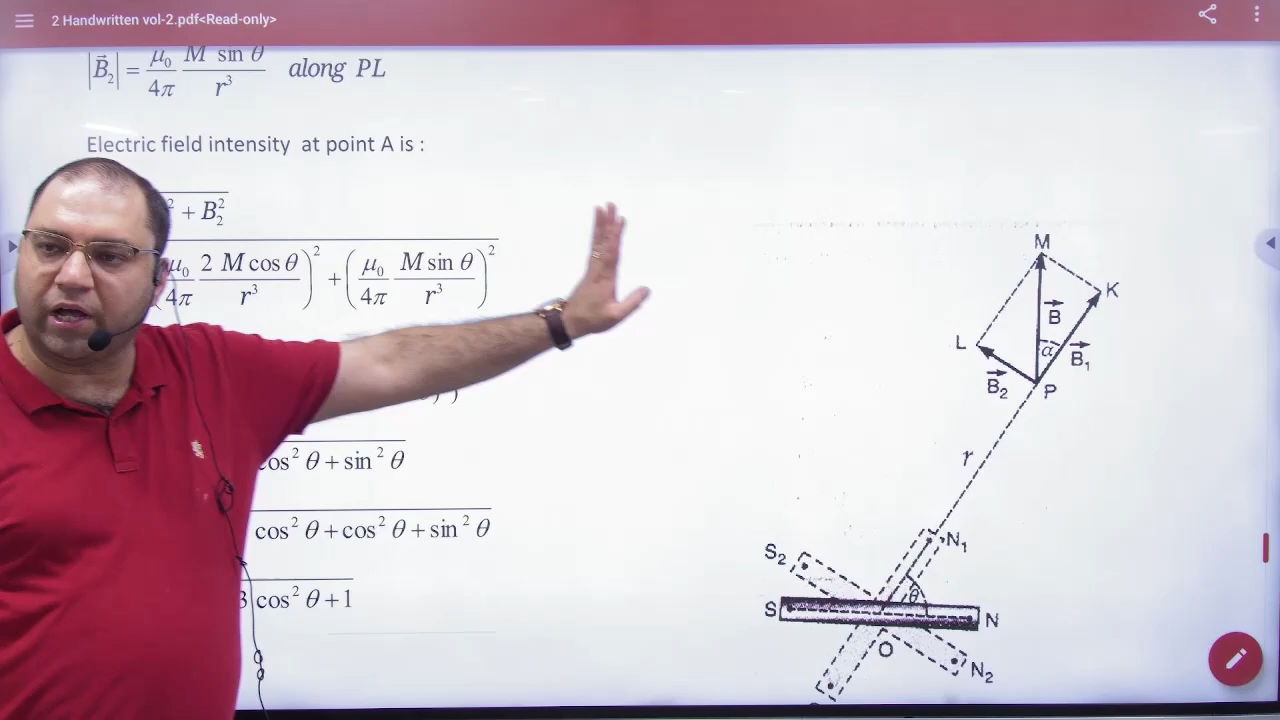 2 Handwritten vol-2.pdf<Read-only>
|B⃗₂| = μ₀/4π M sin θ/r³ along PL
Electric field intensity at point A is :
² + B₂²
μ₀/4π 2 M cos θ/r³)² + (μ₀/4π M sin θ/r³)²
cos² θ + sin² θ
cos² θ + cos² θ + sin² θ
3 cos² θ + 1
M
K
B⃗
L
α
B⃗₁
B⃗₂
P
r
N₁
S₂
θ
S
N
O
N₂